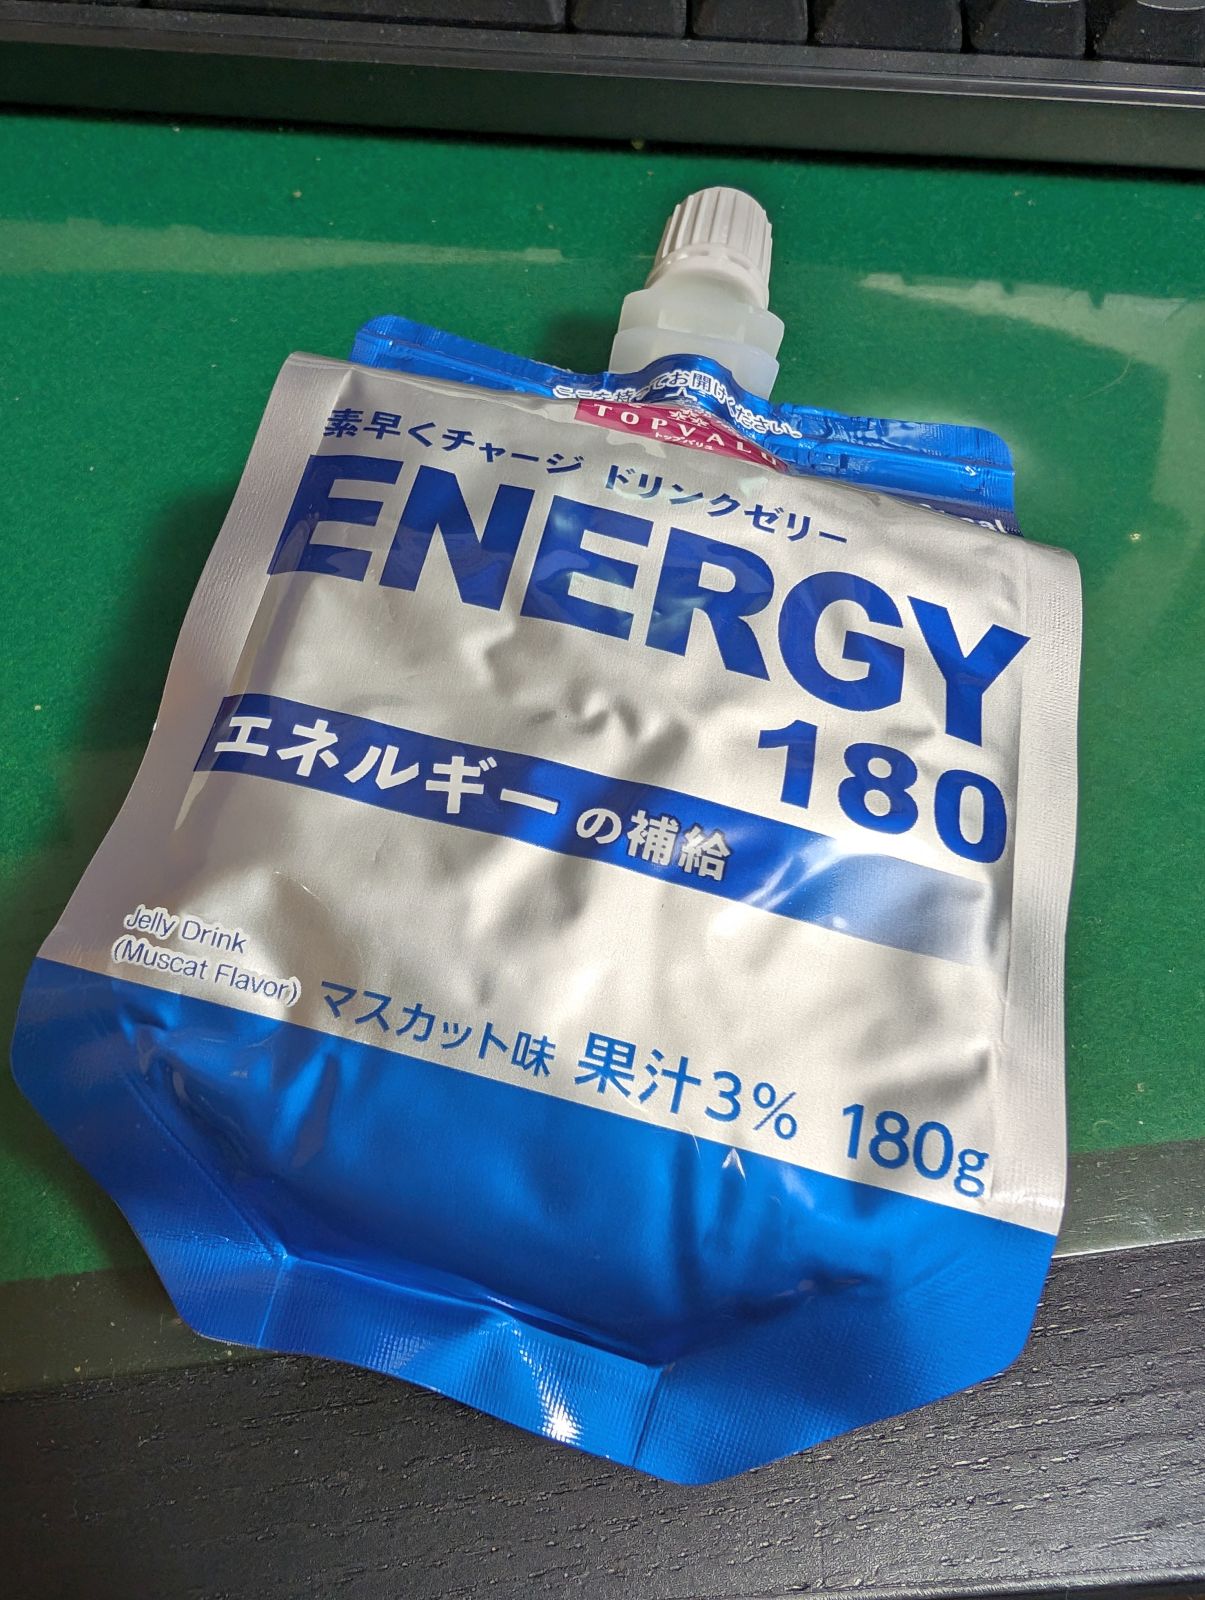 ここを持ってお開けください。
TOPVALU
トップバリュ
素早くチャージ ドリンクゼリー
ENERGY
180
エネルギーの補給
Jelly Drink
(Muscat Flavor)
マスカット味 果汁3% 180g